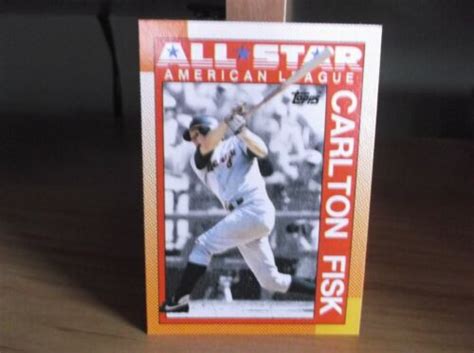 ALL★STAR
AMERICAN LEAGUE
Topps
CARLTON FISK